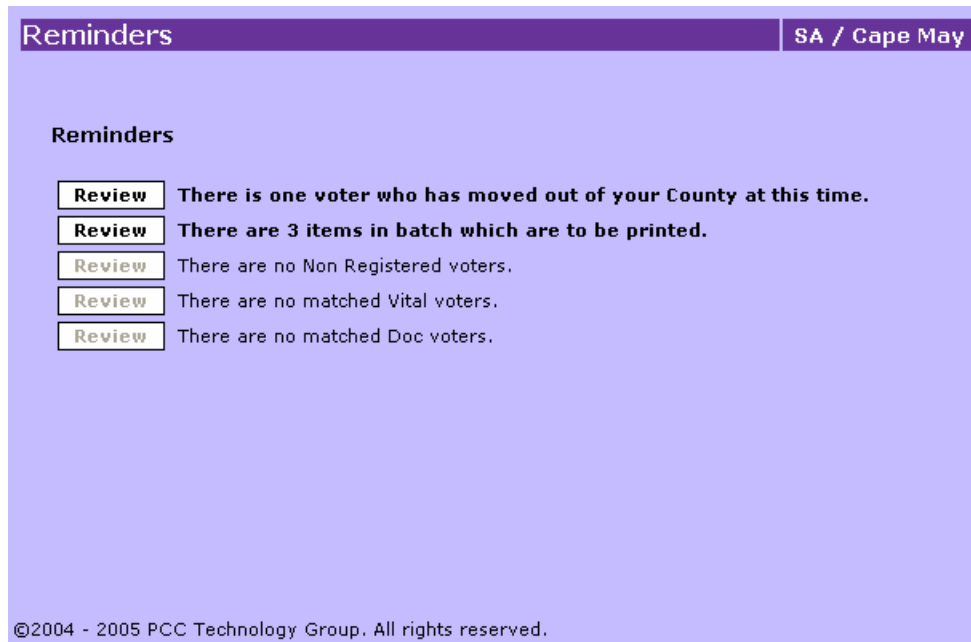 Reminders SA / Cape May
Reminders
Review There is one voter who has moved out of your County at this time.
Review There are 3 items in batch which are to be printed.
Review There are no Non Registered voters.
Review There are no matched Vital voters.
Review There are no matched Doc voters.
©2004 - 2005 PCC Technology Group. All rights reserved.